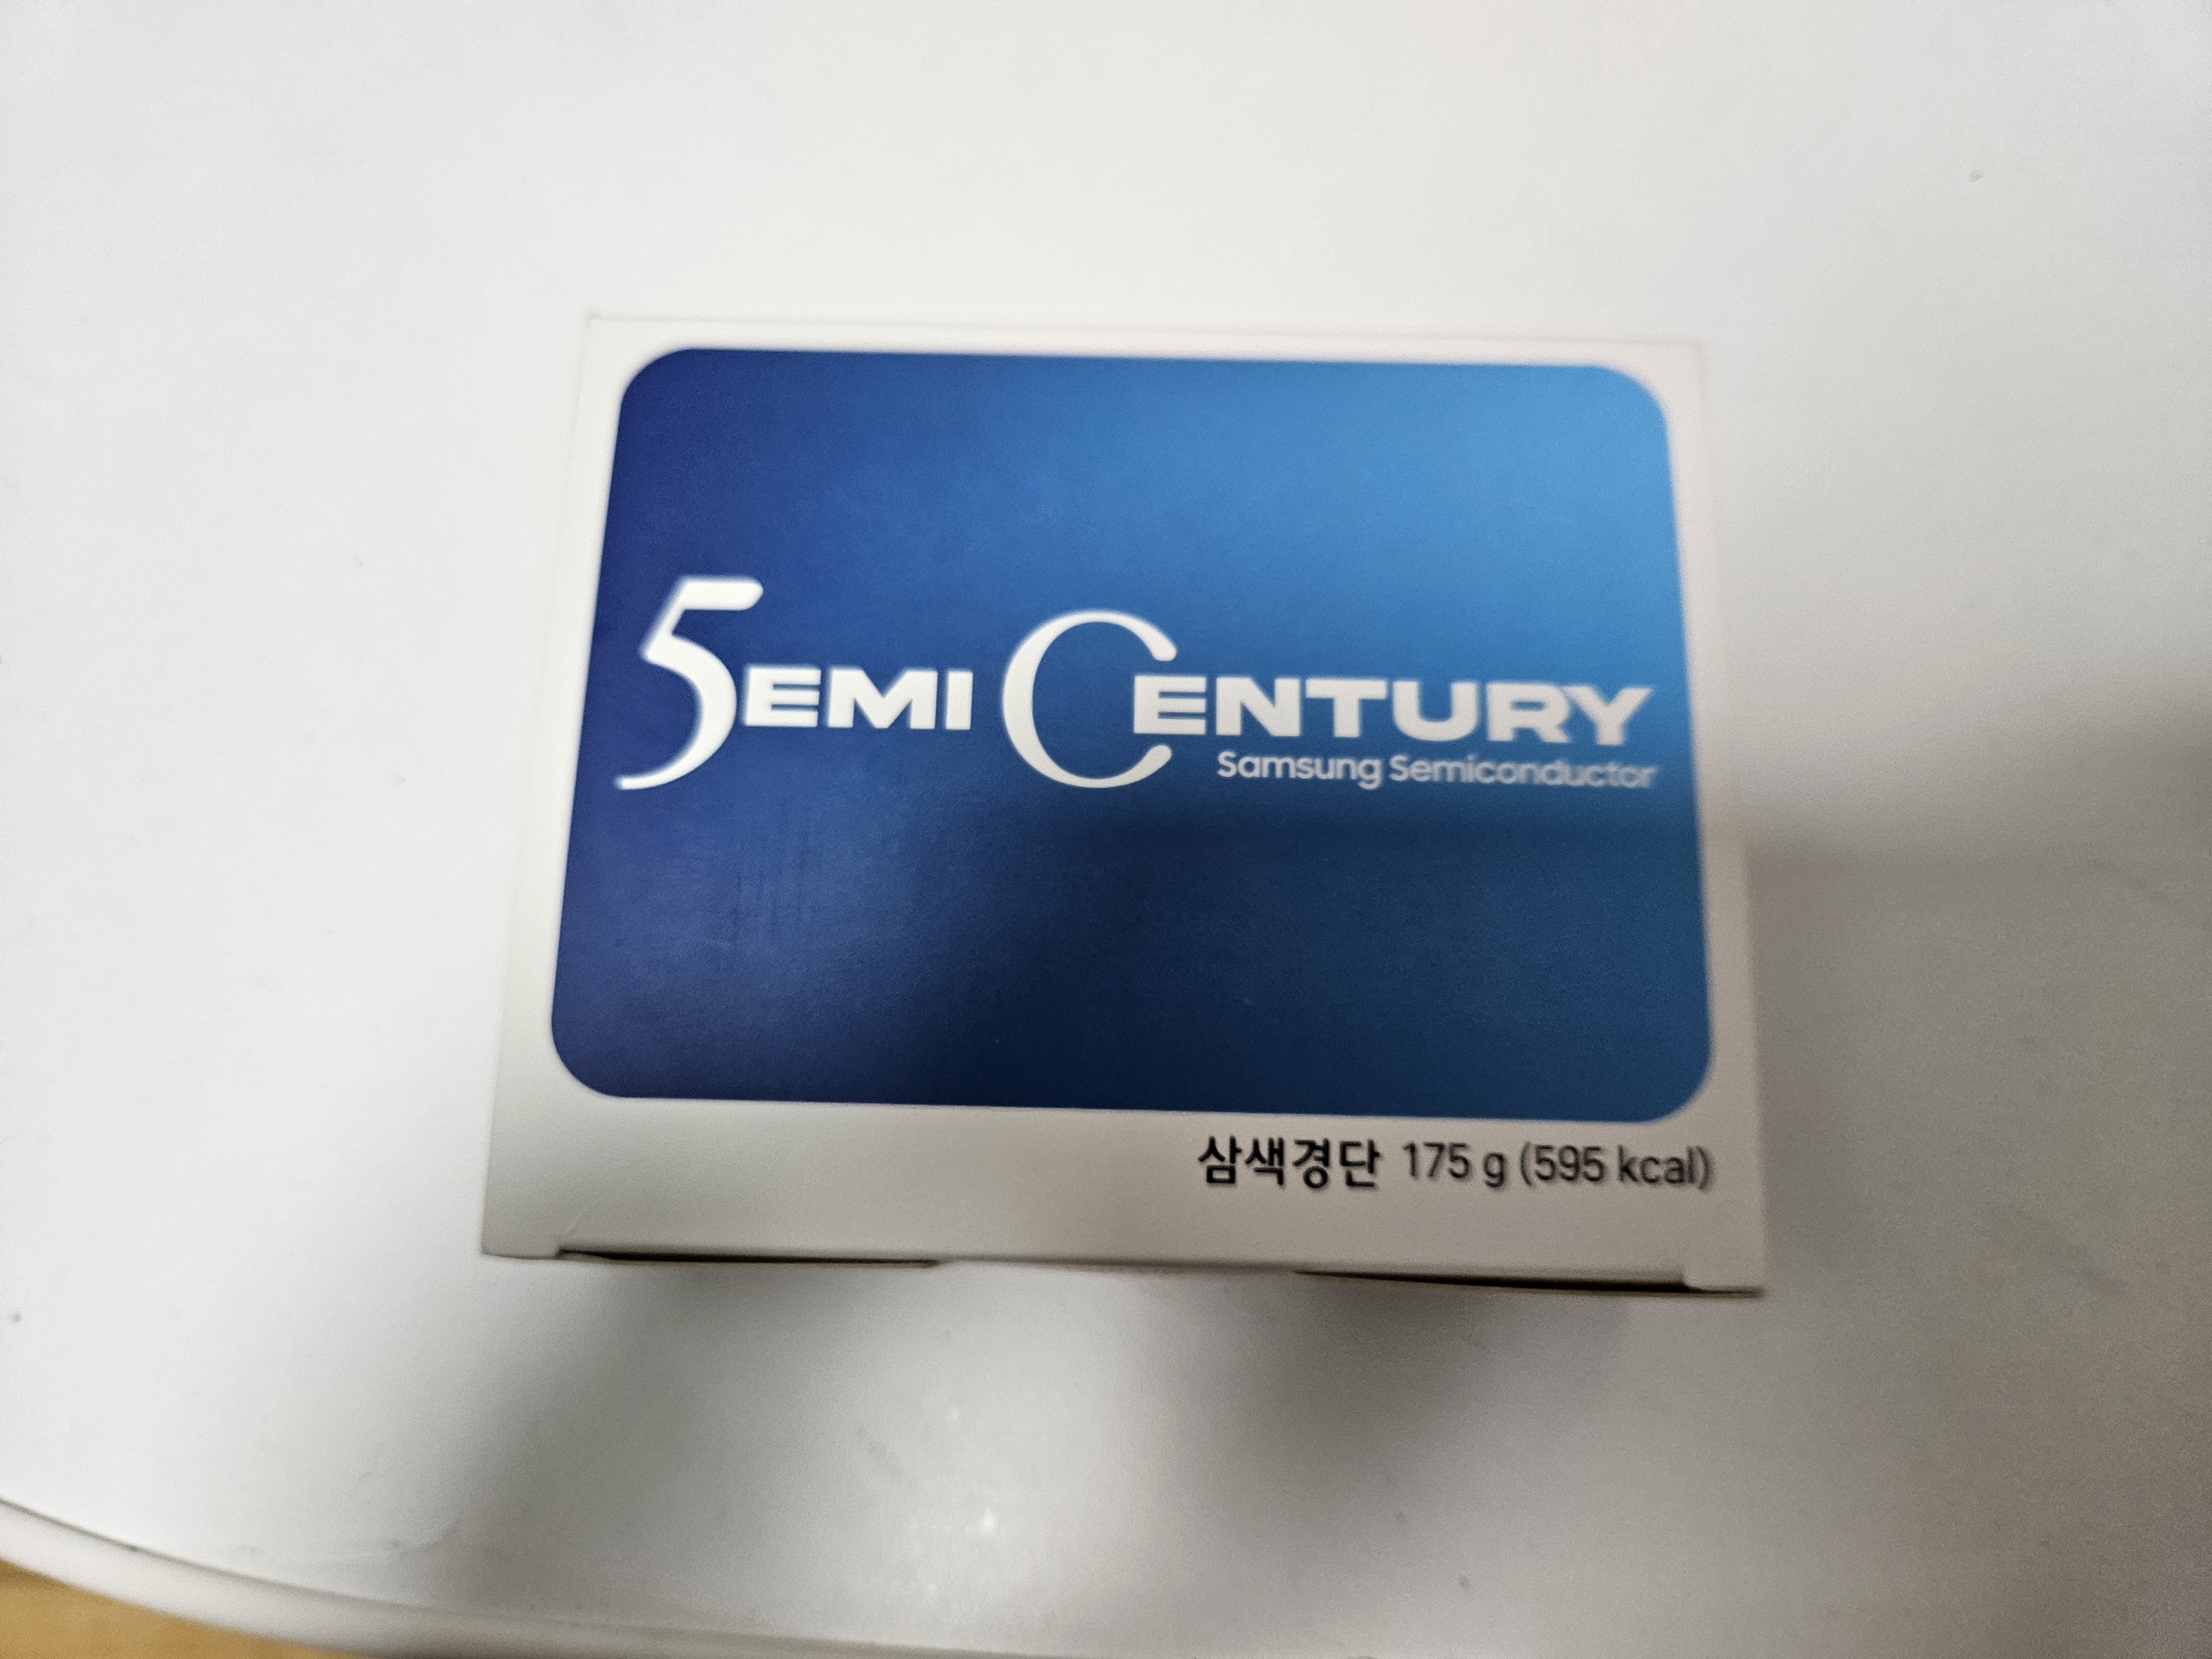 5EMI CENTURY
Samsung Semiconductor
삼색경단 175 g (595 kcal)